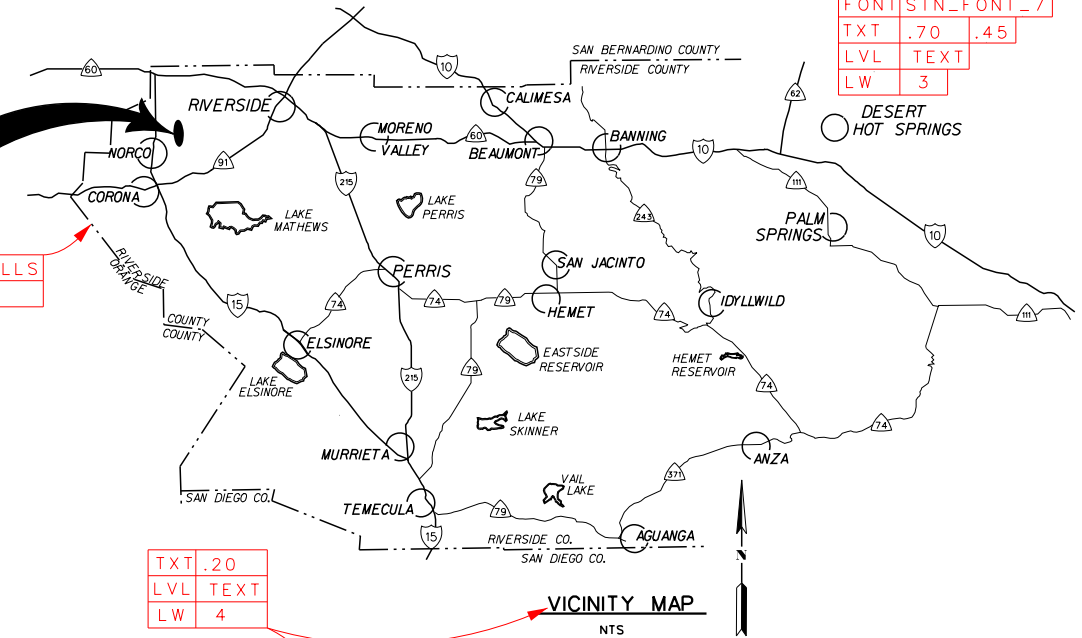 FONT STN_FONT_7
TXT .70 .45
LVL TEXT
LW 3
SAN BERNARDINO COUNTY
RIVERSIDE COUNTY
60
10
62
RIVERSIDE
CALIMESA
DESERT
HOT SPRINGS
MORENO
VALLEY
60
BEAUMONT
BANNING
10
NORCO
91
CORONA
215
79
111
243
LAKE
MATHEWS
LAKE
PERRIS
PALM
SPRINGS
10
LLS
RIVERSIDE
ORANGE
PERRIS
SAN JACINTO
15
74
74
79
HEMET
74
IDYLLWILD
111
COUNTY
COUNTY
ELSINORE
LAKE
ELSINORE
EASTSIDE
RESERVOIR
HEMET
RESERVOIR
215
79
74
LAKE
SKINNER
74
MURRIETA
ANZA
371
SAN DIEGO CO.
VAIL
LAKE
TEMECULA
79
15
RIVERSIDE CO.
SAN DIEGO CO.
AGUANGA
N
TXT .20
LVL TEXT
LW 4
VICINITY MAP
NTS